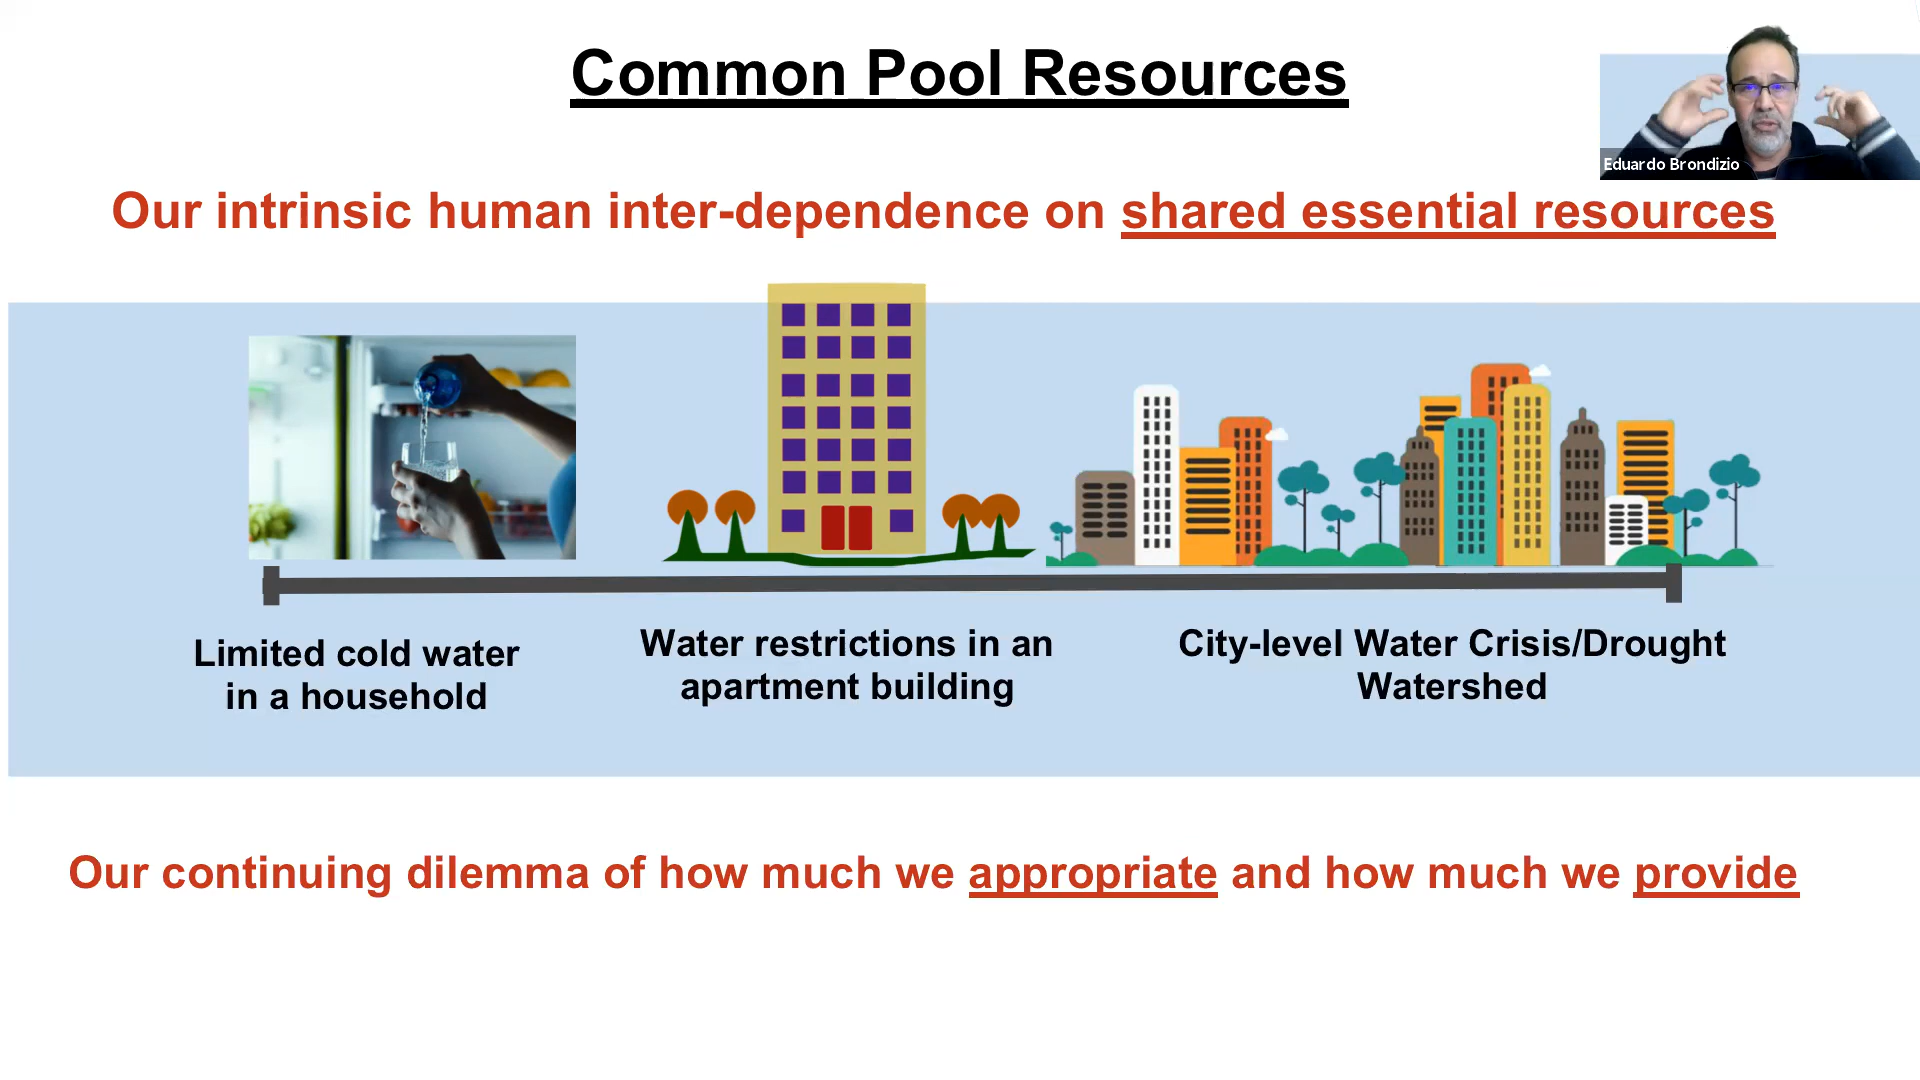 Common Pool Resources
Eduardo Brondizio
Our intrinsic human inter-dependence on shared essential resources
Limited cold water
in a household
Water restrictions in an
apartment building
City-level Water Crisis/Drought
Watershed
Our continuing dilemma of how much we appropriate and how much we provide